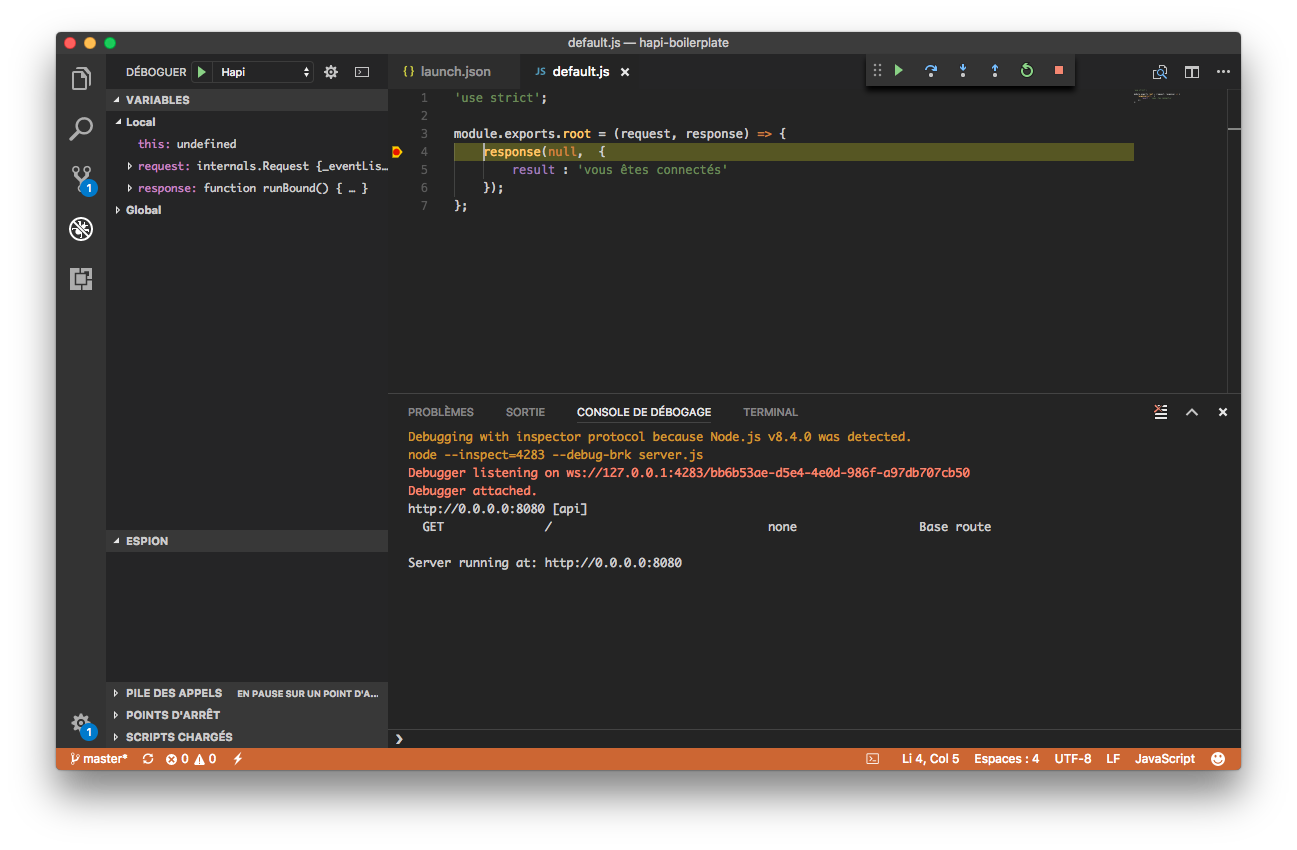 default.js — hapi-boilerplate
DÉBOGUER Hapi
launch.json
JS default.js
VARIABLES
Local
this: undefined
request: internals.Request {_eventLis...
response: function runBound() { … }
Global
ESPION
PILE DES APPELS EN PAUSE SUR UN POINT D'A...
POINTS D'ARRÊT
SCRIPTS CHARGÉS
1
1
1 'use strict';
2
3 module.exports.root = (request, response) => {
4 response(null, {
5 result : 'vous êtes connectés'
6 });
7 };
PROBLÈMES SORTIE CONSOLE DE DÉBOGAGE TERMINAL
Debugging with inspector protocol because Node.js v8.4.0 was detected.
node --inspect=4283 --debug-brk server.js
Debugger listening on ws://127.0.0.1:4283/bb6b53ae-d5e4-4e0d-986f-a97db707cb50
Debugger attached.
http://0.0.0.0:8080 [api]
GET / none Base route
Server running at: http://0.0.0.0:8080
master* 0 0 Li 4, Col 5 Espaces : 4 UTF-8 LF JavaScript